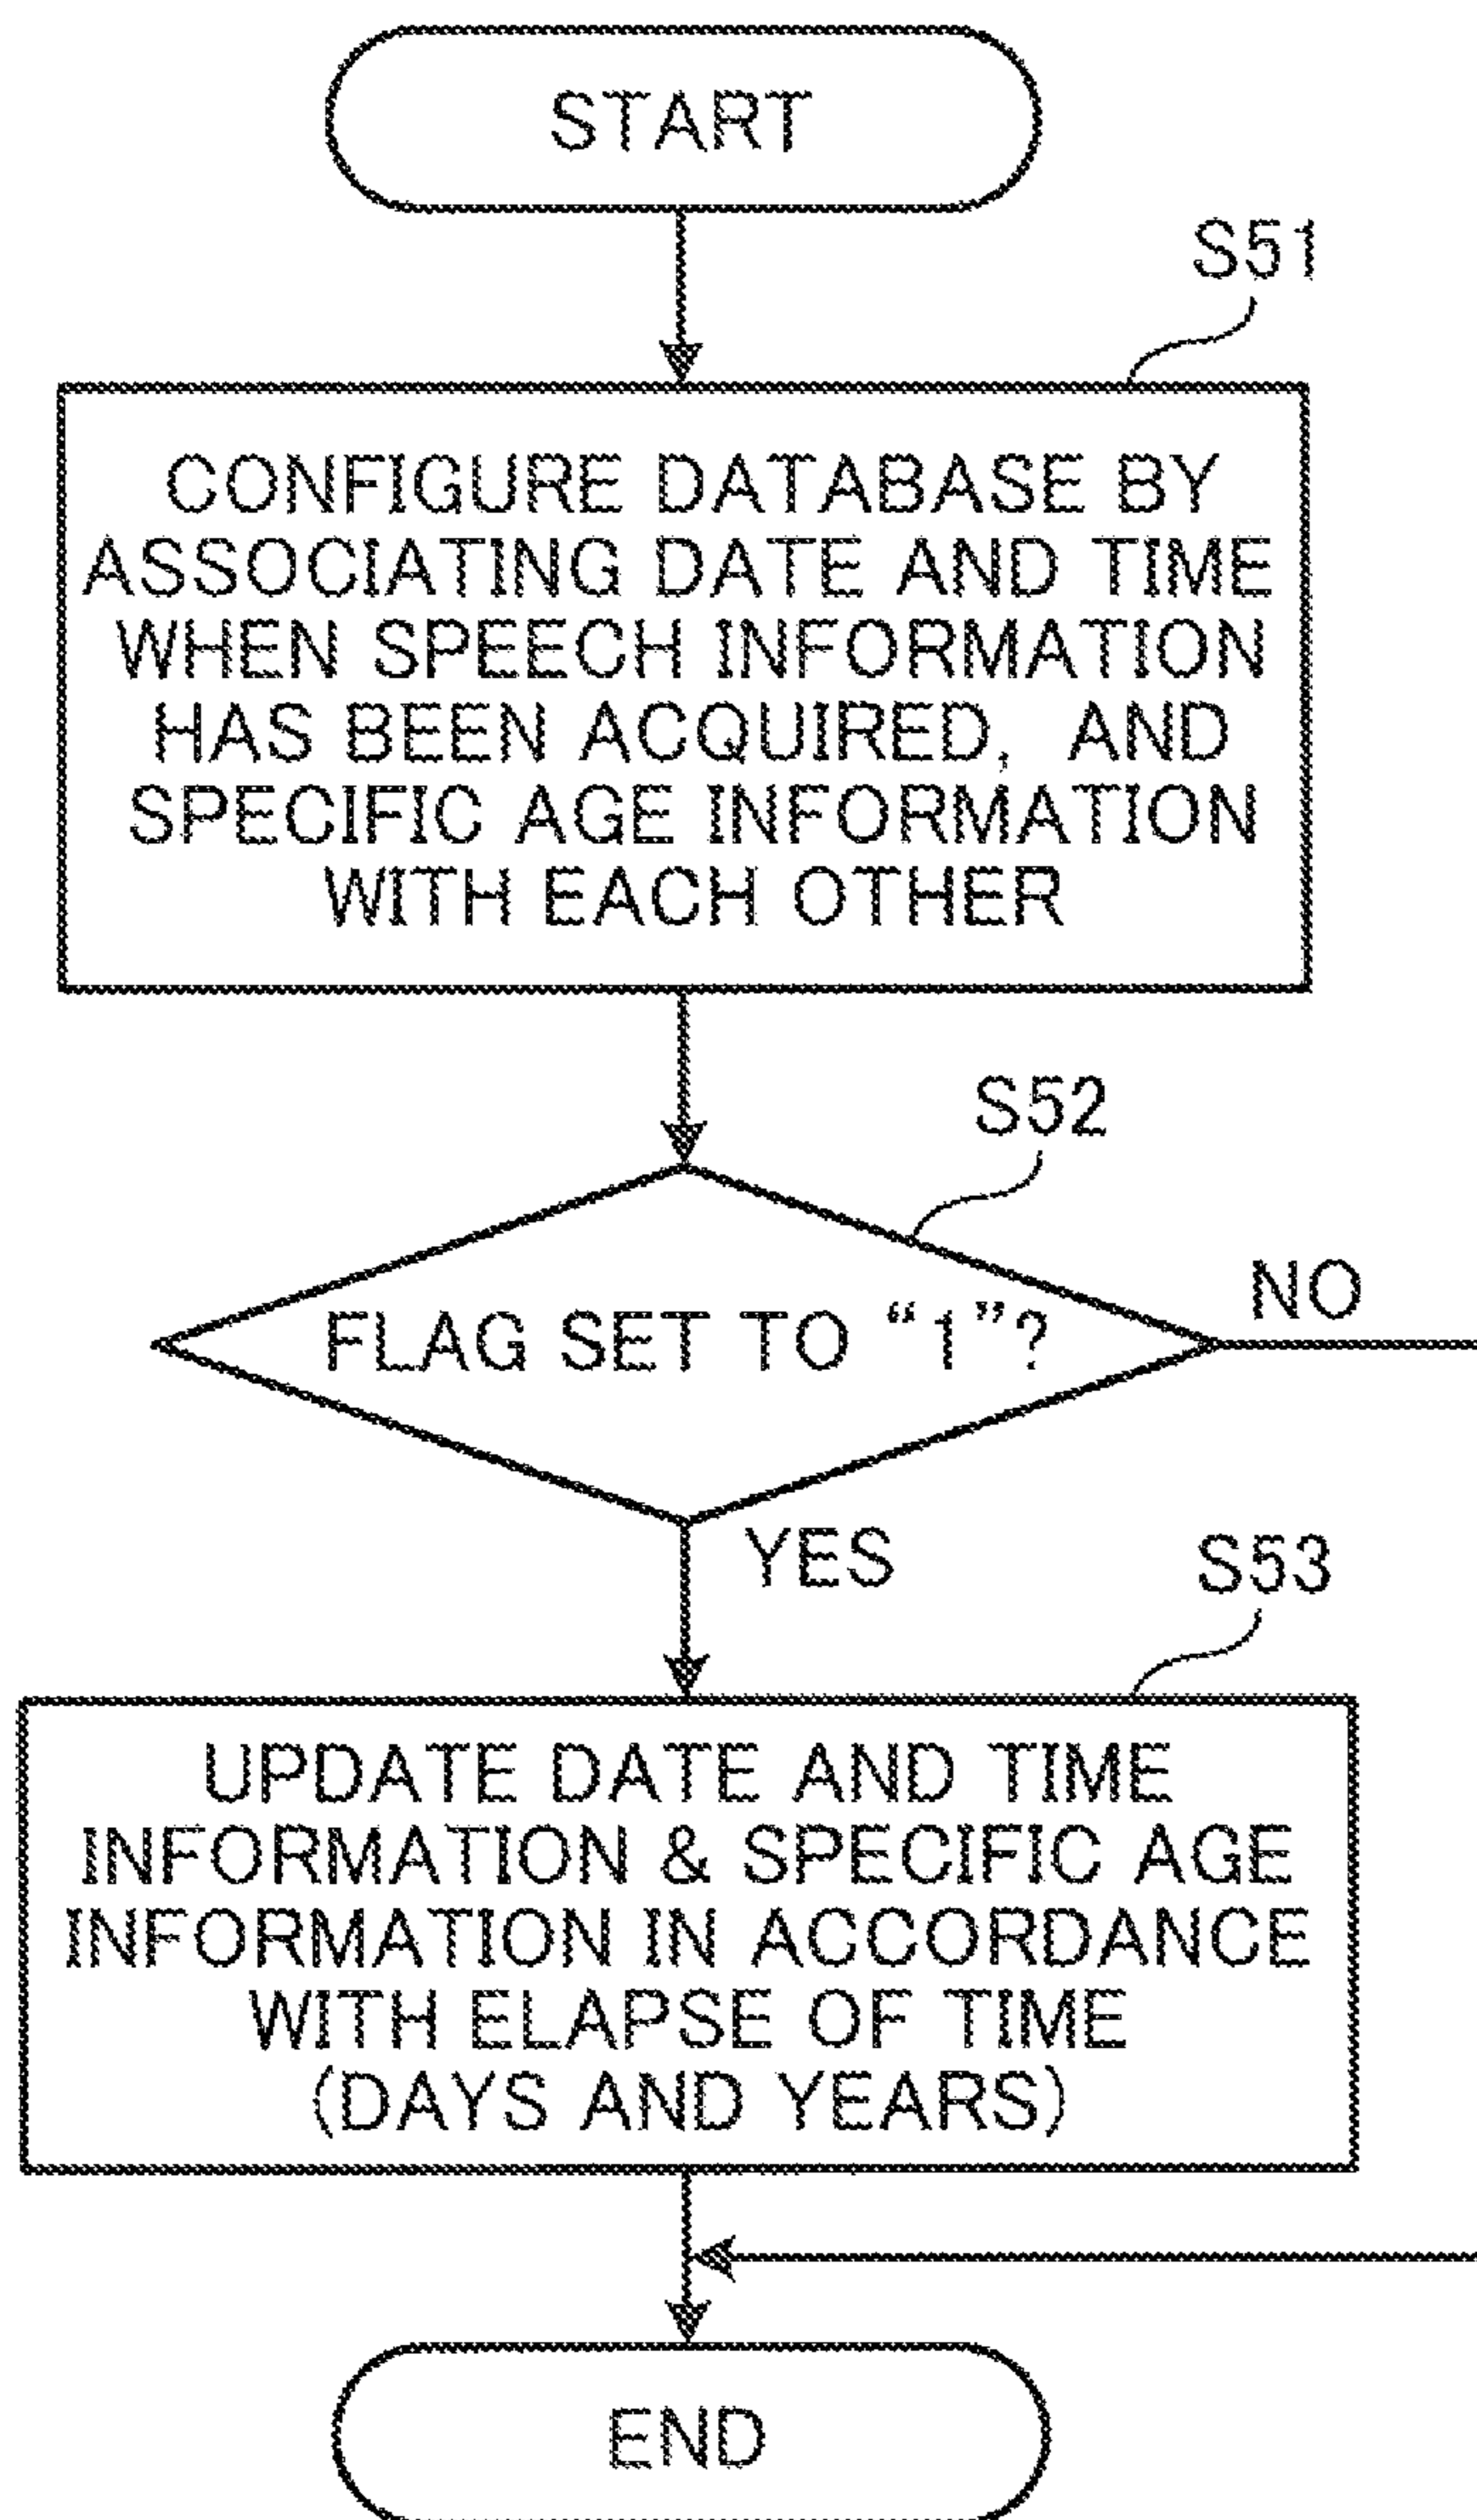 START
S51
CONFIGURE DATABASE BY
ASSOCIATING DATE AND TIME
WHEN SPEECH INFORMATION
HAS BEEN ACQUIRED, AND
SPECIFIC AGE INFORMATION
WITH EACH OTHER
S52
FLAG SET TO “1”?
NO
YES
S53
UPDATE DATE AND TIME
INFORMATION & SPECIFIC AGE
INFORMATION IN ACCORDANCE
WITH ELAPSE OF TIME
(DAYS AND YEARS)
END